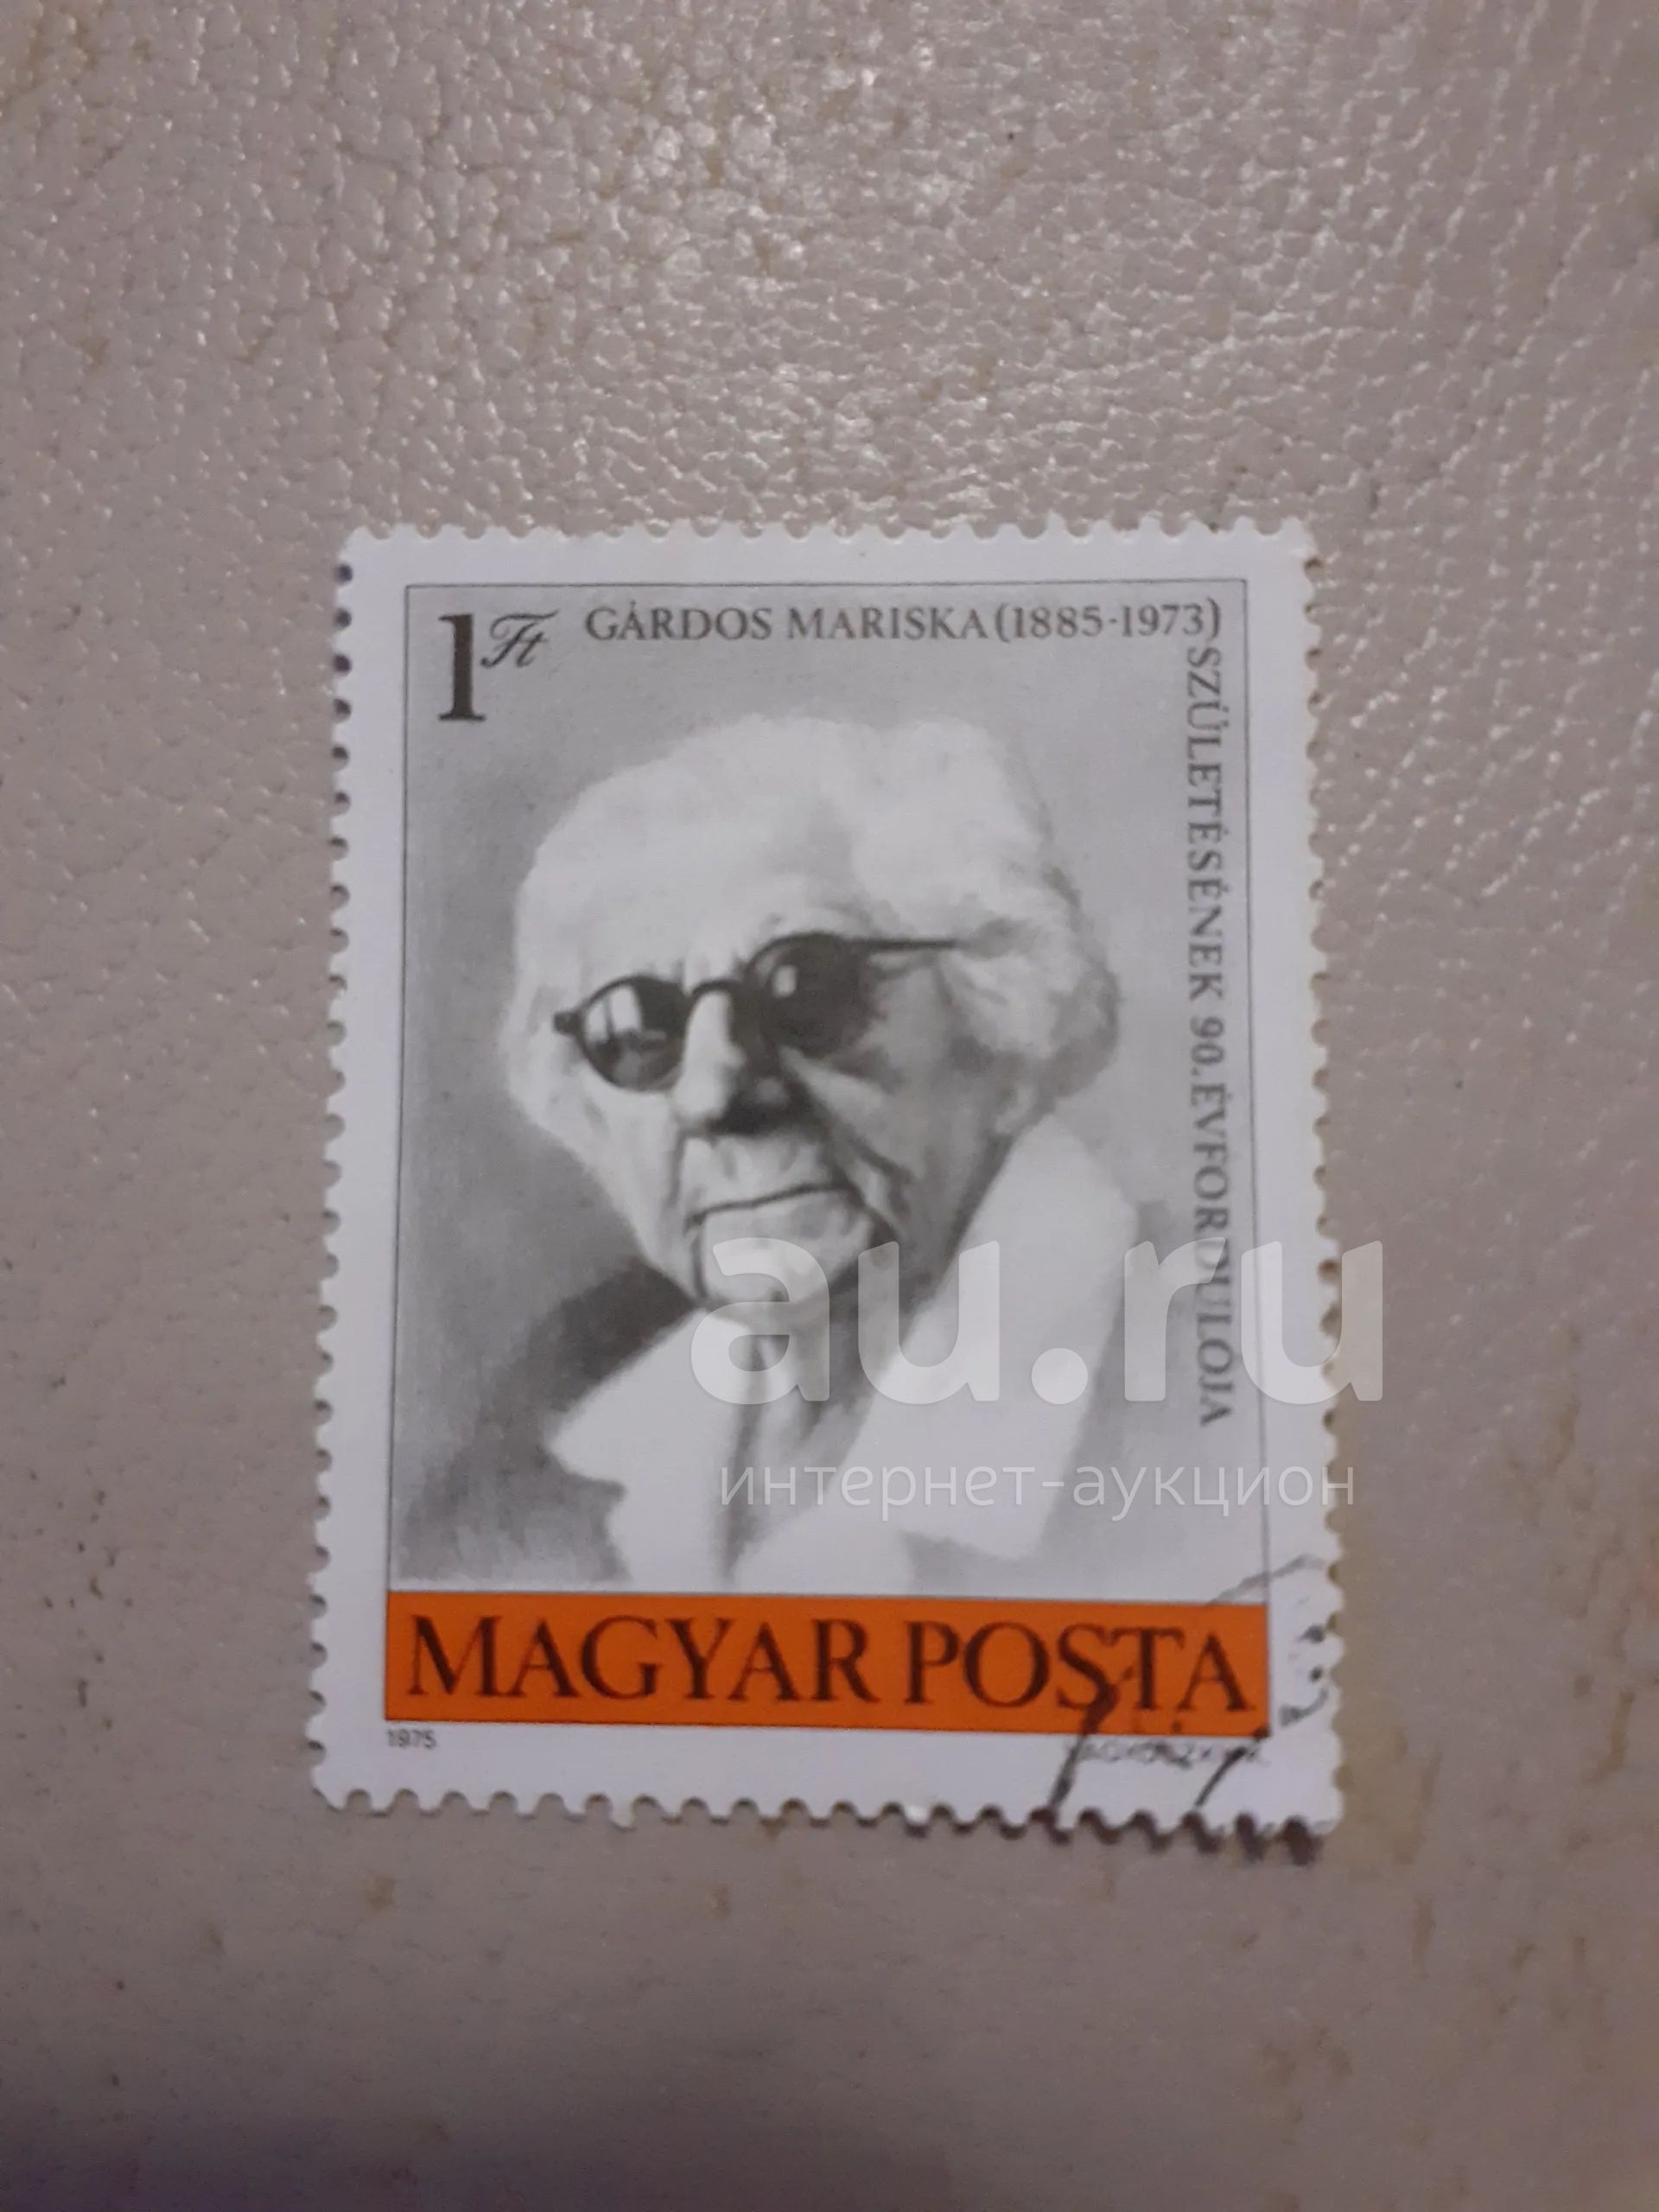 1 Ft
GÁRDOS MARISKA (1885-1973)
SZÜLETÉSÉNEK 90. ÉVFORDULÓJA
au.ru
интернет-аукцион
MAGYAR POSTA
1975